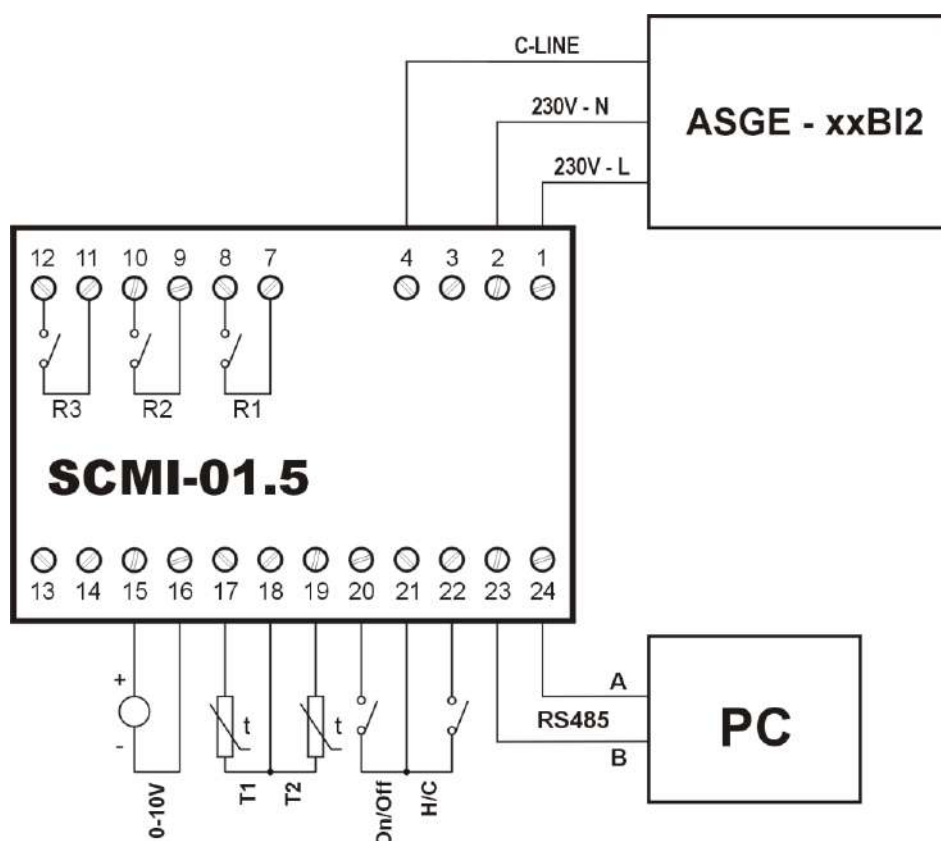 C-LINE
230V - N
230V - L
ASGE - xxBI2
12 11 10 9 8 7 4 3 2 1
R3 R2 R1
SCMI-01.5
13 14 15 16 17 18 19 20 21 22 23 24
+
-
0-10V
t
T1
T2
t
On/Off
H/C
A
RS485
B
PC